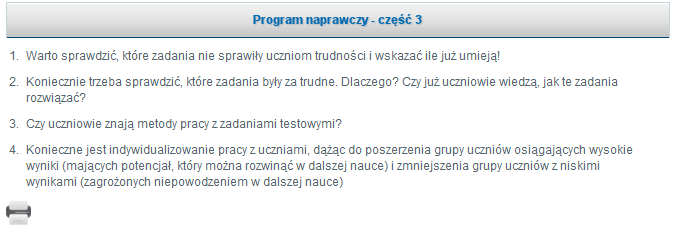 Program naprawczy - część 3
1. Warto sprawdzić, które zadania nie sprawiły uczniom trudności i wskazać ile już umieją!
2. Koniecznie trzeba sprawdzić, które zadania były za trudne. Dlaczego? Czy już uczniowie wiedzą, jak te zadania
rozwiązać?
3. Czy uczniowie znają metody pracy z zadaniami testowymi?
4. Konieczne jest indywidualizowanie pracy z uczniami, dążąc do poszerzenia grupy uczniów osiągających wysokie
wyniki (mających potencjał, który można rozwinąć w dalszej nauce) i zmniejszenia grupy uczniów z niskimi
wynikami (zagrożonych niepowodzeniem w dalszej nauce)